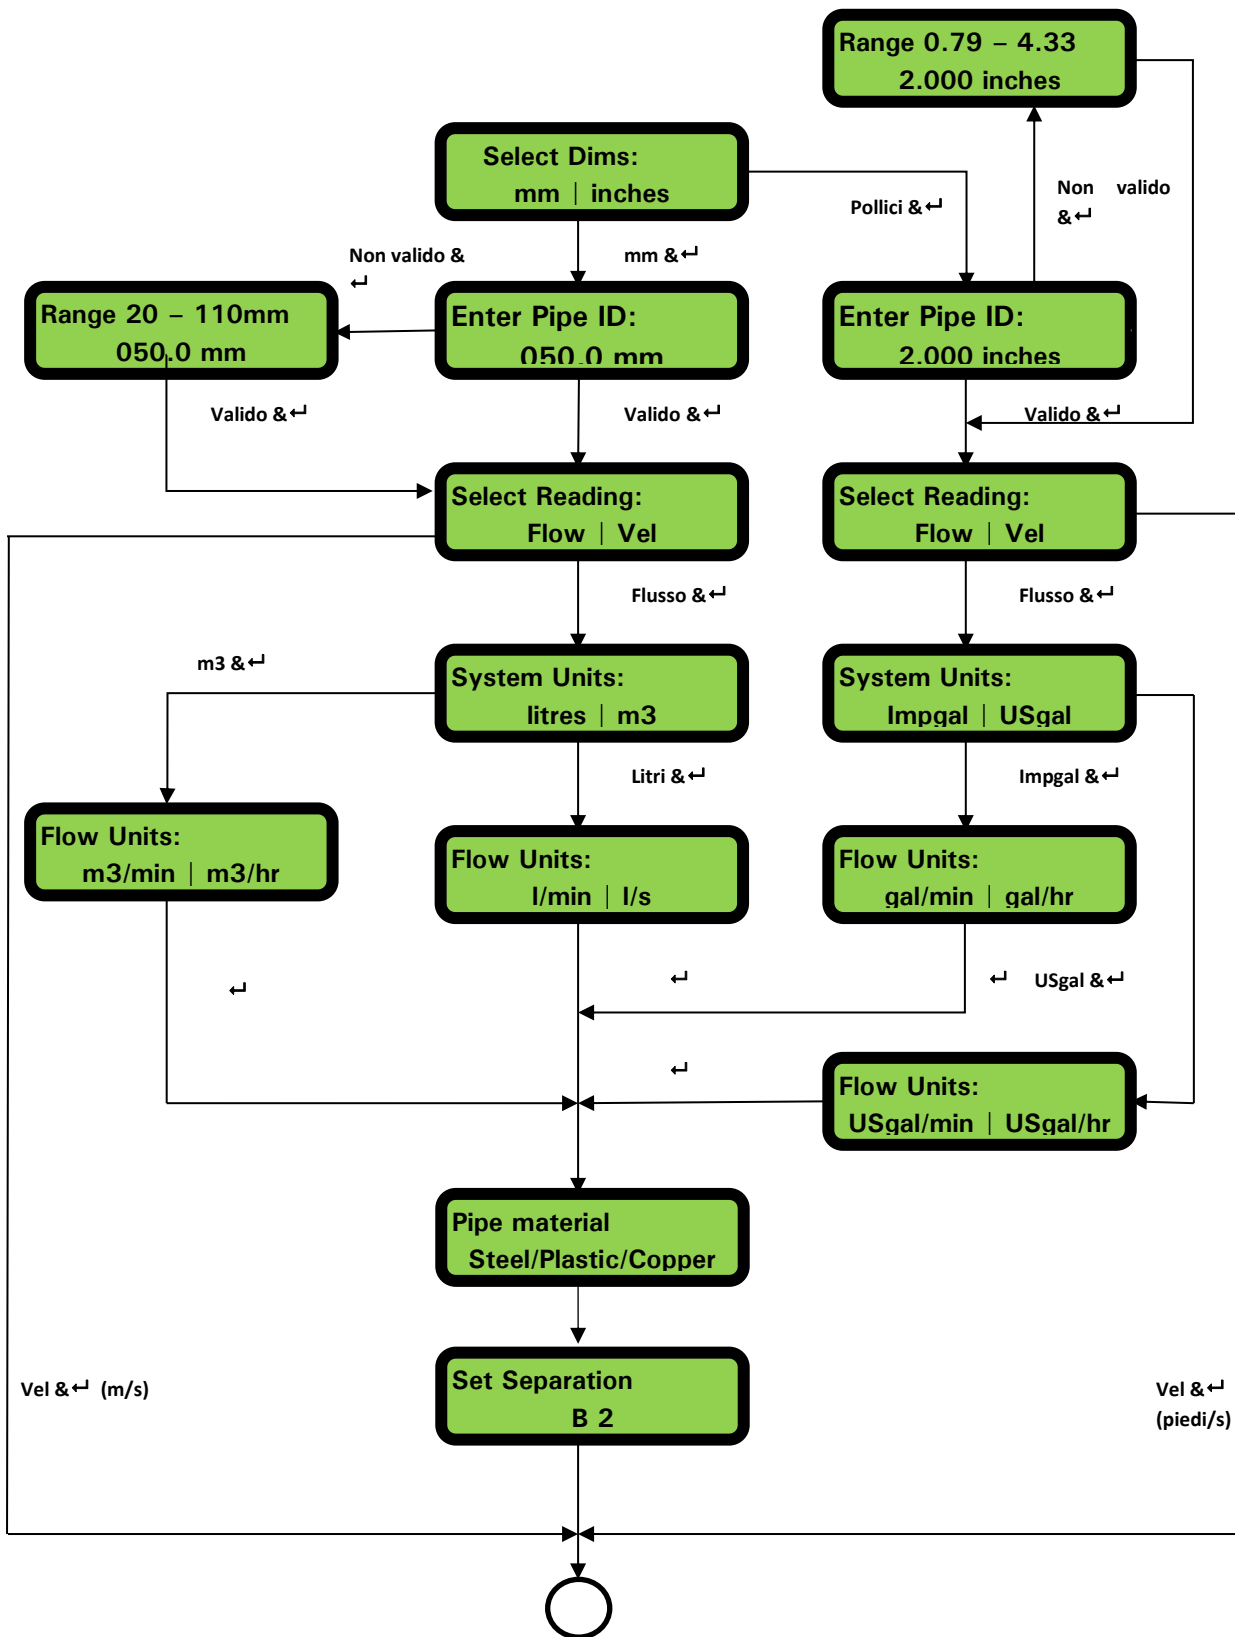 Range 0.79 – 4.33
2.000 inches
Select Dims:
mm | inches
Pollici &↵
Non valido
&↵
Non valido &
↵
mm &↵
Range 20 – 110mm
050.0 mm
Enter Pipe ID:
050.0 mm
Enter Pipe ID:
2.000 inches
Valido &↵
Valido &↵
Valido &↵
Select Reading:
Flow | Vel
Select Reading:
Flow | Vel
Flusso &↵
Flusso &↵
m3 &↵
System Units:
litres | m3
System Units:
Impgal | USgal
Litri &↵
Impgal &↵
Flow Units:
m3/min | m3/hr
Flow Units:
l/min | l/s
Flow Units:
gal/min | gal/hr
↵
↵
↵
USgal &↵
↵
Flow Units:
USgal/min | USgal/hr
Pipe material
Steel/Plastic/Copper
Set Separation
B 2
Vel &↵ (m/s)
Vel &↵
(piedi/s)